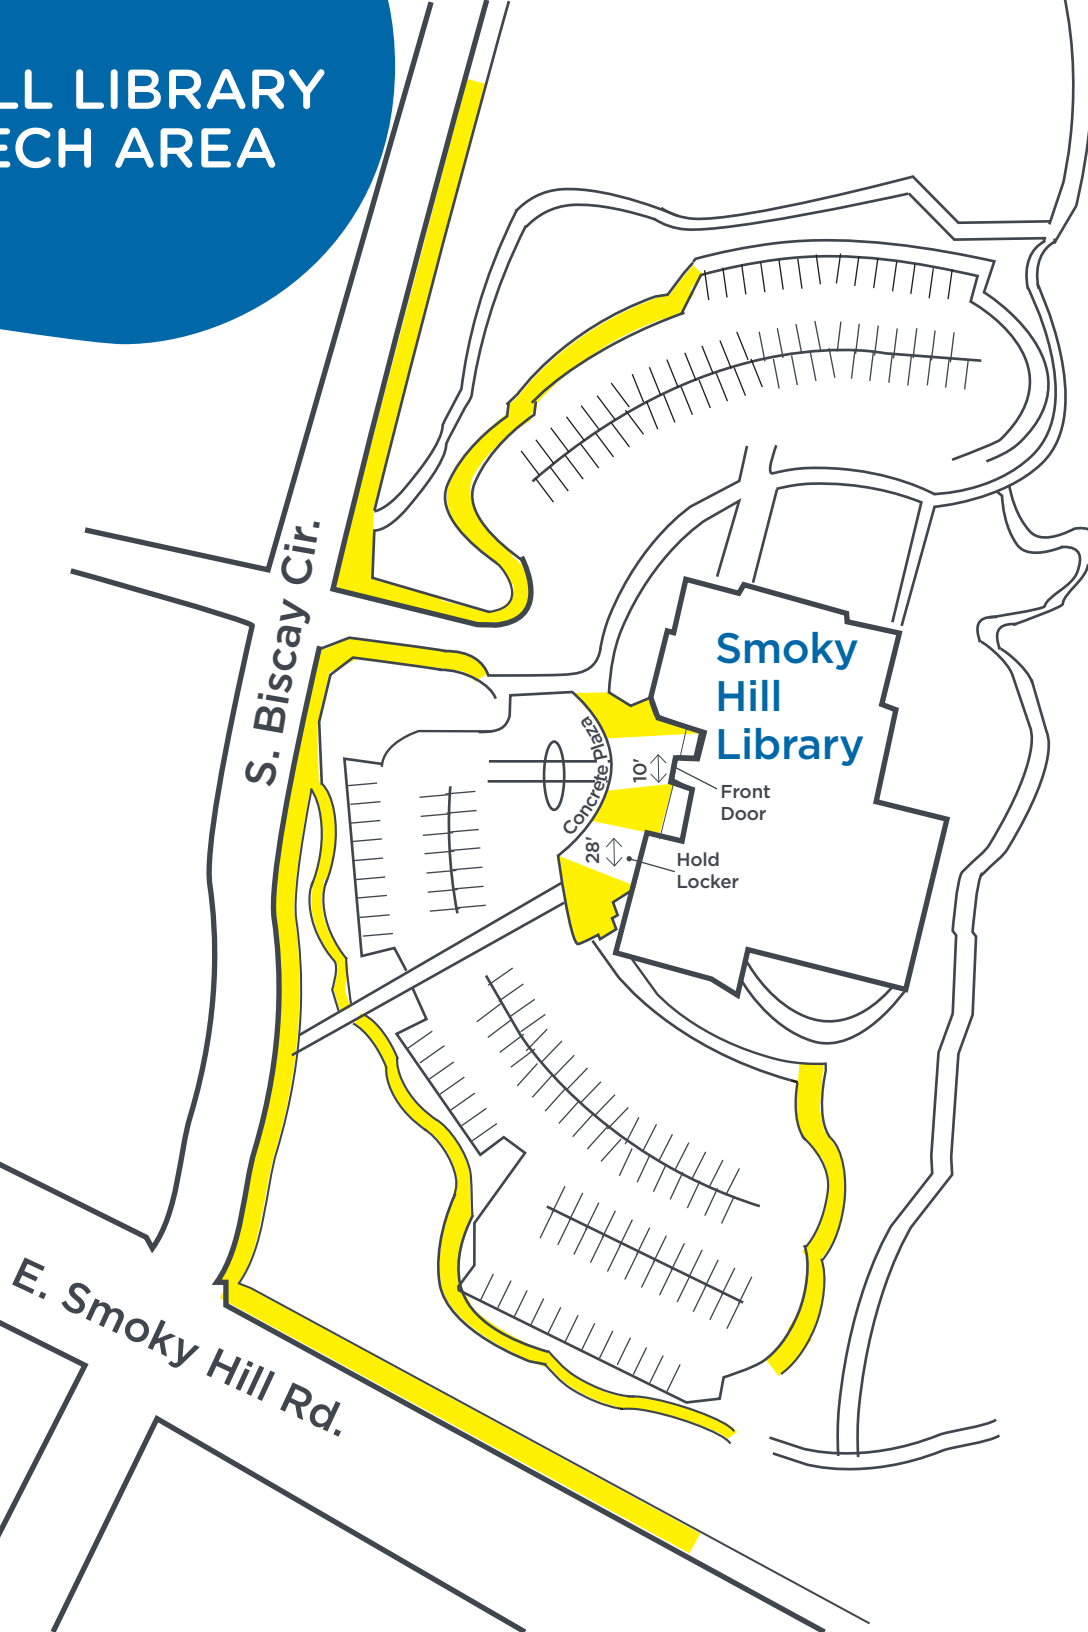 LL LIBRARY
ECH AREA
S. Biscay Cir.
Smoky
Hill
Library
Concrete Plaza
10'
Front
Door
28'
Hold
Locker
E. Smoky Hill Rd.